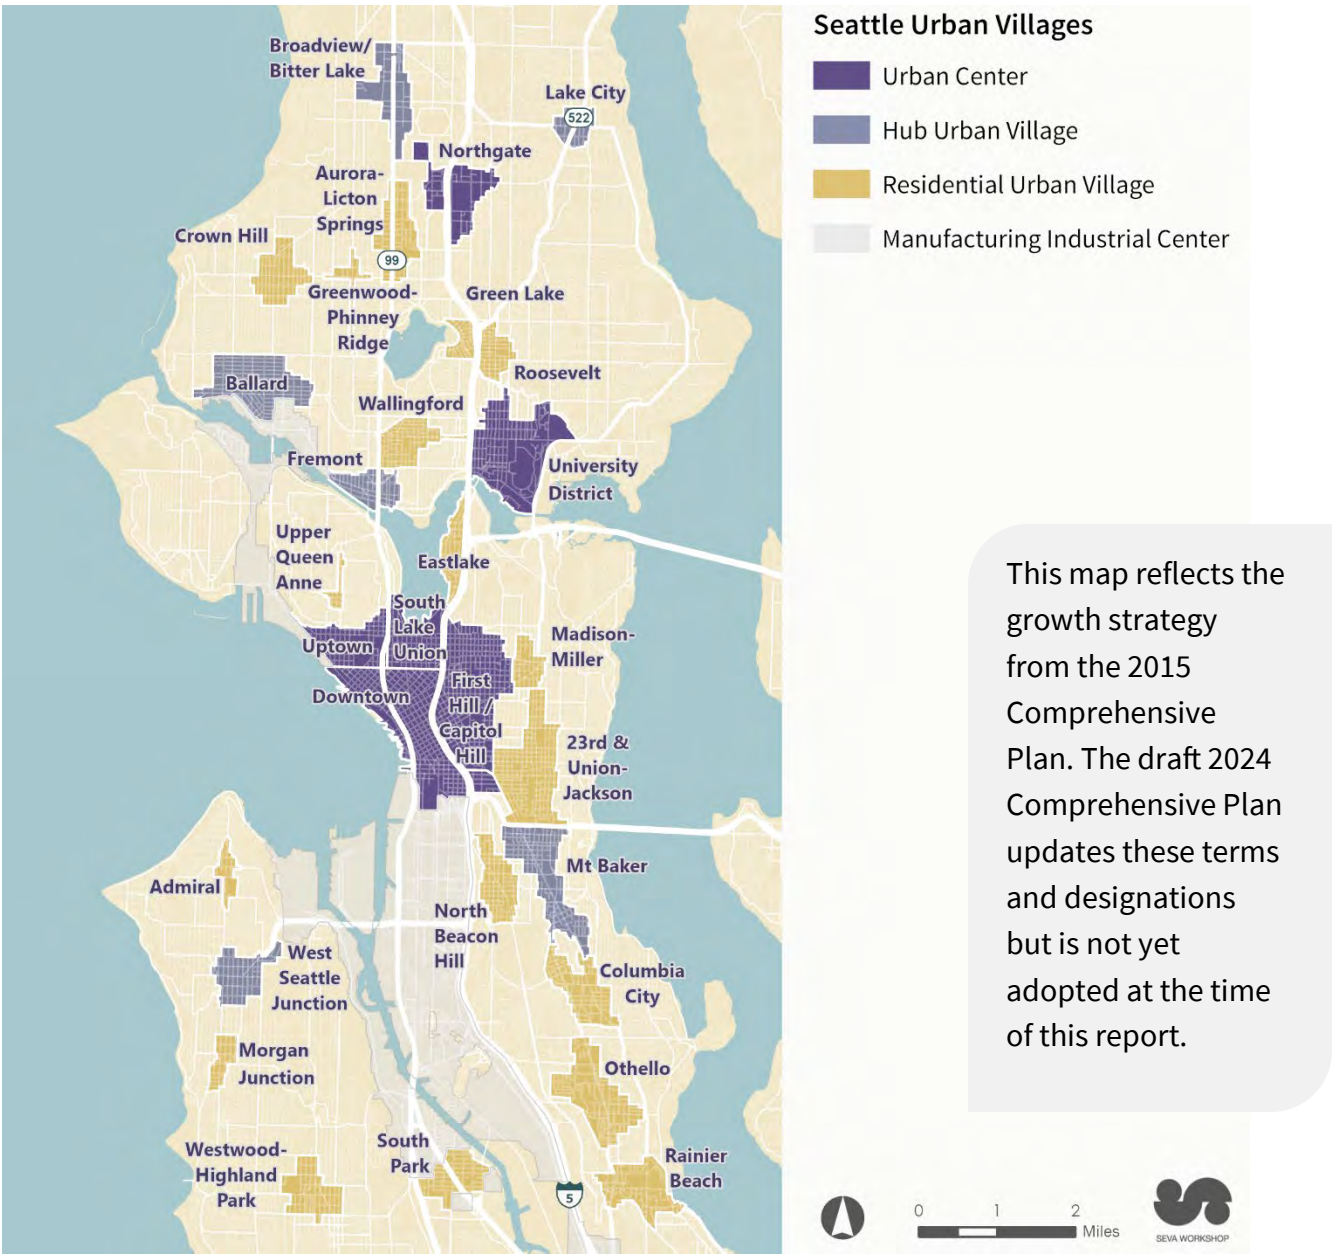 Seattle Urban Villages
Urban Center
Hub Urban Village
Residential Urban Village
Manufacturing Industrial Center
Broadview/
Bitter Lake
Lake City
522
Northgate
Aurora-
Licton
Springs
Crown Hill
99
Greenwood-
Phinney
Ridge
Green Lake
Roosevelt
Ballard
Wallingford
Fremont
University
District
Upper
Queen
Anne
Eastlake
South
Lake
Union
Uptown
Madison-
Miller
Downtown
First
Hill /
Capitol
Hill
23rd &
Union-
Jackson
Mt Baker
Admiral
North
Beacon
Hill
West
Seattle
Junction
Columbia
City
Morgan
Junction
Othello
South
Park
Westwood-
Highland
Park
Rainier
Beach
5
This map reflects the
growth strategy
from the 2015
Comprehensive
Plan. The draft 2024
Comprehensive Plan
updates these terms
and designations
but is not yet
adopted at the time
of this report.
0 1 2
Miles
SEVA WORKSHOP